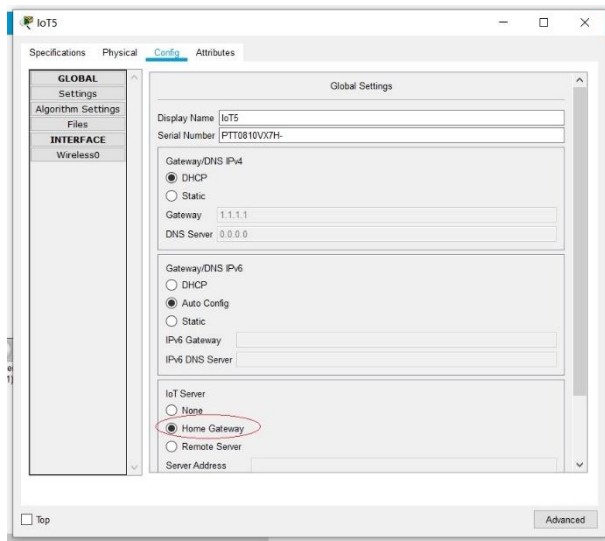 IoT5
Specifications Physical Config Attributes
GLOBAL
Settings
Algorithm Settings
Files
INTERFACE
Wireless0
Global Settings
Display Name IoT5
Serial Number PTT0810VX7H-
Gateway/DNS IPv4
DHCP
Static
Gateway 1.1.1.1
DNS Server 0.0.0.0
Gateway/DNS IPv6
DHCP
Auto Config
Static
IPv6 Gateway
IPv6 DNS Server
IoT Server
None
Home Gateway
Remote Server
Server Address
Top
Advanced